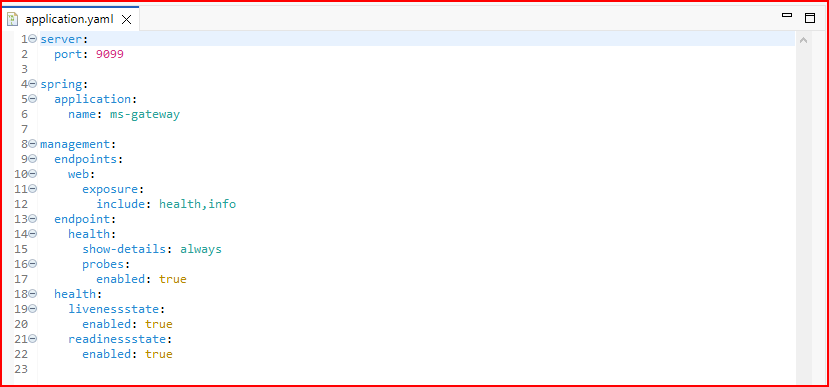 application.yaml
1 server:
2   port: 9099
3
4 spring:
5   application:
6     name: ms-gateway
7
8 management:
9   endpoints:
10     web:
11       exposure:
12         include: health,info
13   endpoint:
14     health:
15       show-details: always
16       probes:
17         enabled: true
18   health:
19     livenessstate:
20       enabled: true
21     readinessstate:
22       enabled: true
23